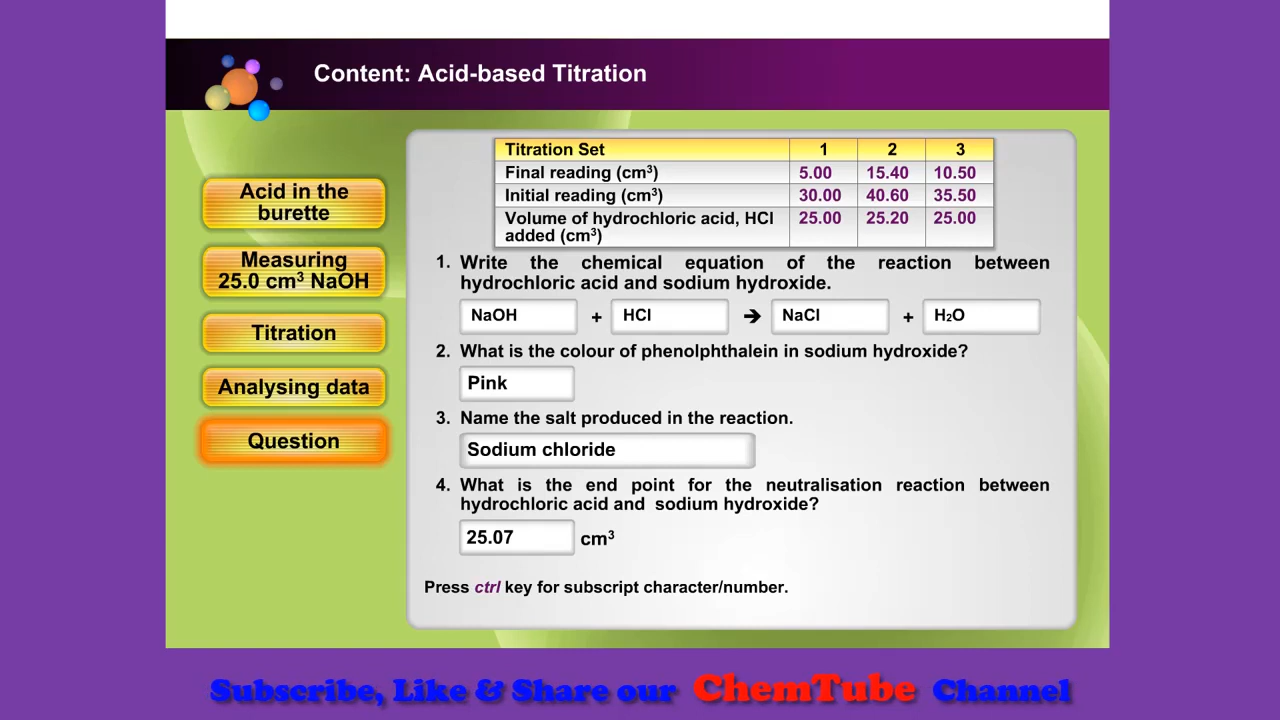 Content: Acid-based Titration
Acid in the
burette
Measuring
25.0 cm³ NaOH
Titration
Analysing data
Question
Titration Set 1 2 3
Final reading (cm³) 5.00 15.40 10.50
Initial reading (cm³) 30.00 40.60 35.50
Volume of hydrochloric acid, HCl 25.00 25.20 25.00
added (cm³)
1. Write the chemical equation of the reaction between
hydrochloric acid and sodium hydroxide.
NaOH + HCl ➔ NaCl + H₂O
2. What is the colour of phenolphthalein in sodium hydroxide?
Pink
3. Name the salt produced in the reaction.
Sodium chloride
4. What is the end point for the neutralisation reaction between
hydrochloric acid and sodium hydroxide?
25.07 cm³
Press ctrl key for subscript character/number.
Subscribe, Like & Share our ChemTube Channel